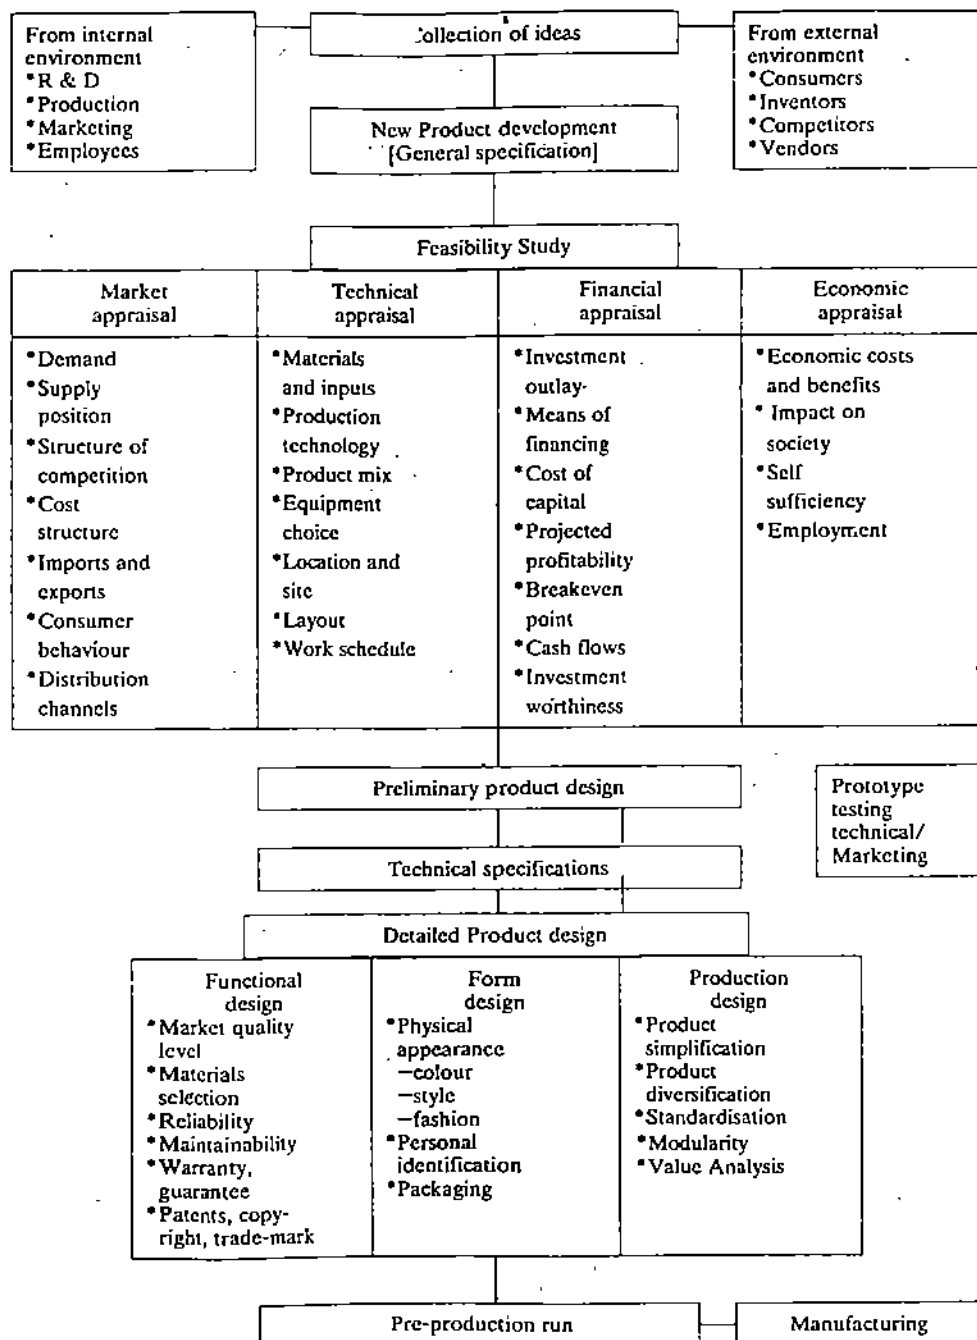 From internal
environment
*R & D
*Production
*Marketing
*Employees
Collection of ideas
From external
environment
*Consumers
*Inventors
*Competitors
*Vendors
New Product development
[General specification]
Feasibility Study
Market
appraisal
*Demand
*Supply
position
*Structure of
competition
*Cost
structure
*Imports and
exports
*Consumer
behaviour
*Distribution
channels
Technical
appraisal
*Materials
and inputs
*Production
technology
*Product mix
*Equipment
choice
*Location and
site
*Layout
*Work schedule
Financial
appraisal
*Investment
outlay
*Means of
financing
*Cost of
capital
*Projected
profitability
*Breakeven
point
*Cash flows
*Investment
worthiness
Economic
appraisal
*Economic costs
and benefits
*Impact on
society
*Self
sufficiency
*Employment
Preliminary product design
Prototype
testing
technical/
Marketing
Technical specifications
Detailed Product design
Functional
design
*Market quality
level
*Materials
selection
*Reliability
*Maintainability
*Warranty,
guarantee
*Patents, copy-
right, trade-mark
Form
design
*Physical
appearance
—colour
—style
—fashion
*Personal
identification
*Packaging
Production
design
*Product
simplification
*Product
diversification
*Standardisation
*Modularity
*Value Analysis
Pre-production run
Manufacturing